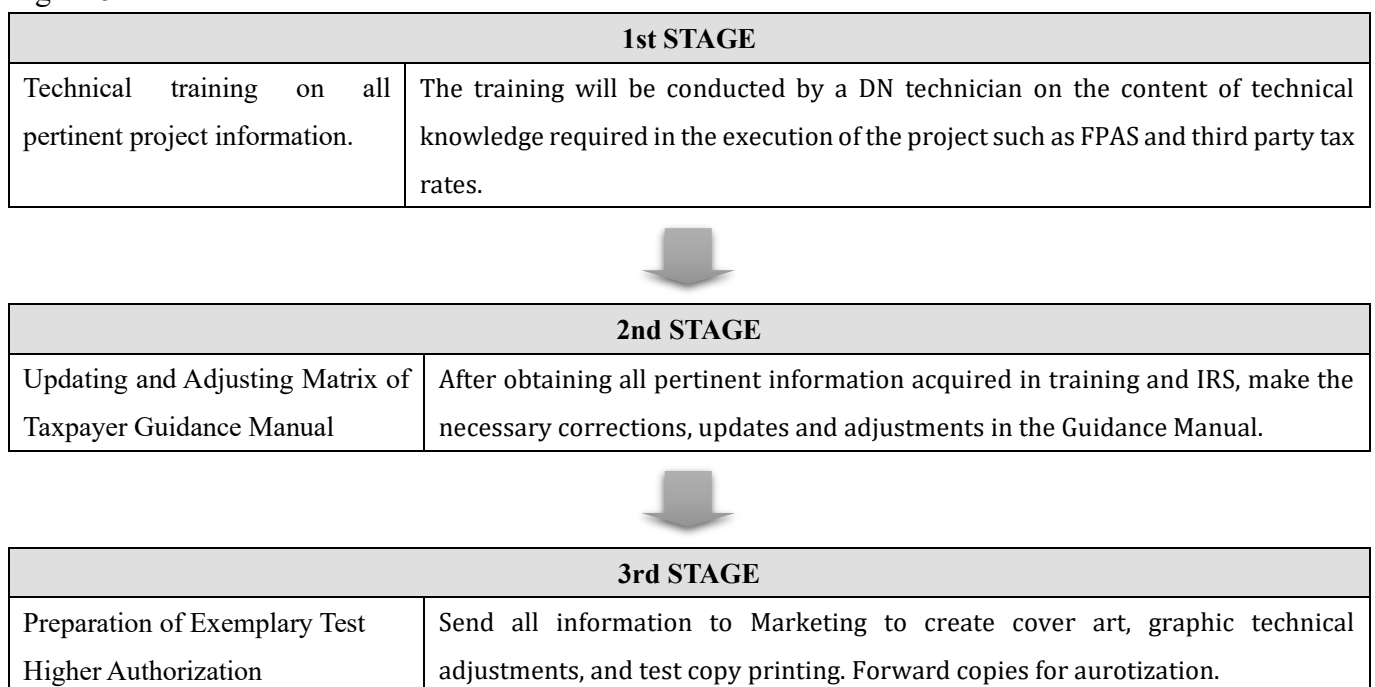 1st STAGE
Technical training on all
pertinent project information.
The training will be conducted by a DN technician on the content of technical
knowledge required in the execution of the project such as FPAS and third party tax
rates.
2nd STAGE
Updating and Adjusting Matrix of
Taxpayer Guidance Manual
After obtaining all pertinent information acquired in training and IRS, make the
necessary corrections, updates and adjustments in the Guidance Manual.
3rd STAGE
Preparation of Exemplary Test
Higher Authorization
Send all information to Marketing to create cover art, graphic technical
adjustments, and test copy printing. Forward copies for aurotization.